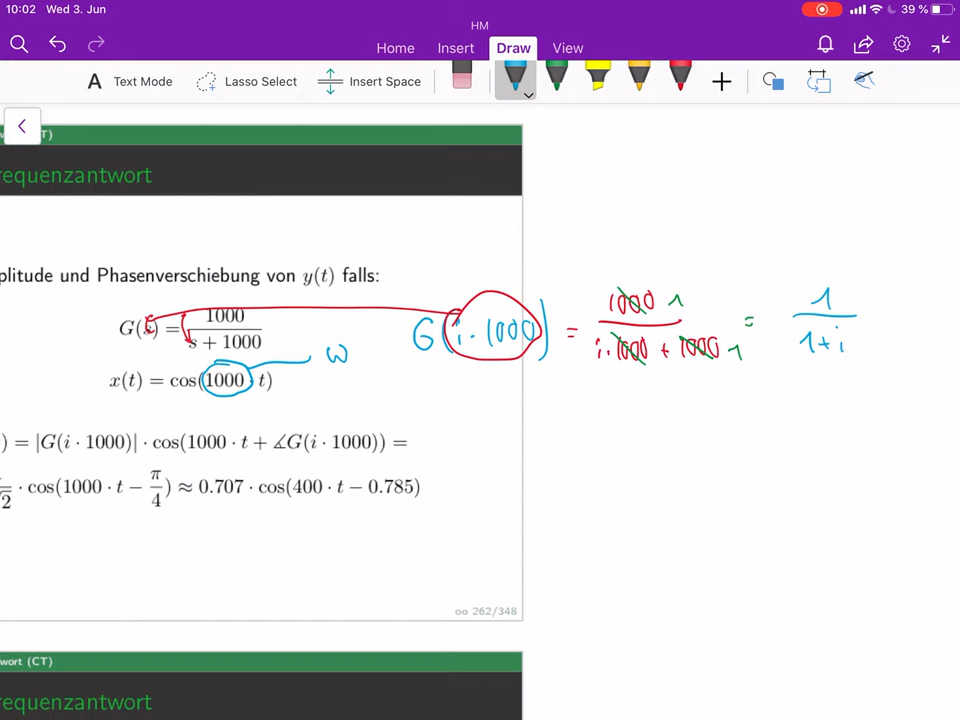 10:02 Wed 3. Jun 39 %
HM
Home Insert Draw View
A Text Mode Lasso Select Insert Space
T)
requenzantwort
plitude und Phasenverschiebung von y(t) falls:
G(s) = 1000 / (s + 1000)
G(i·1000) = 1000 1 / (i·1000 + 1000 1) = 1 / (1+i)
ω
x(t) = cos(1000 · t)
) = |G(i · 1000)| · cos(1000 · t + ∡G(i · 1000)) =
√2 · cos(1000 · t − π/4) ≈ 0.707 · cos(400 · t − 0.785)
oo 262/348
wort (CT)
requenzantwort